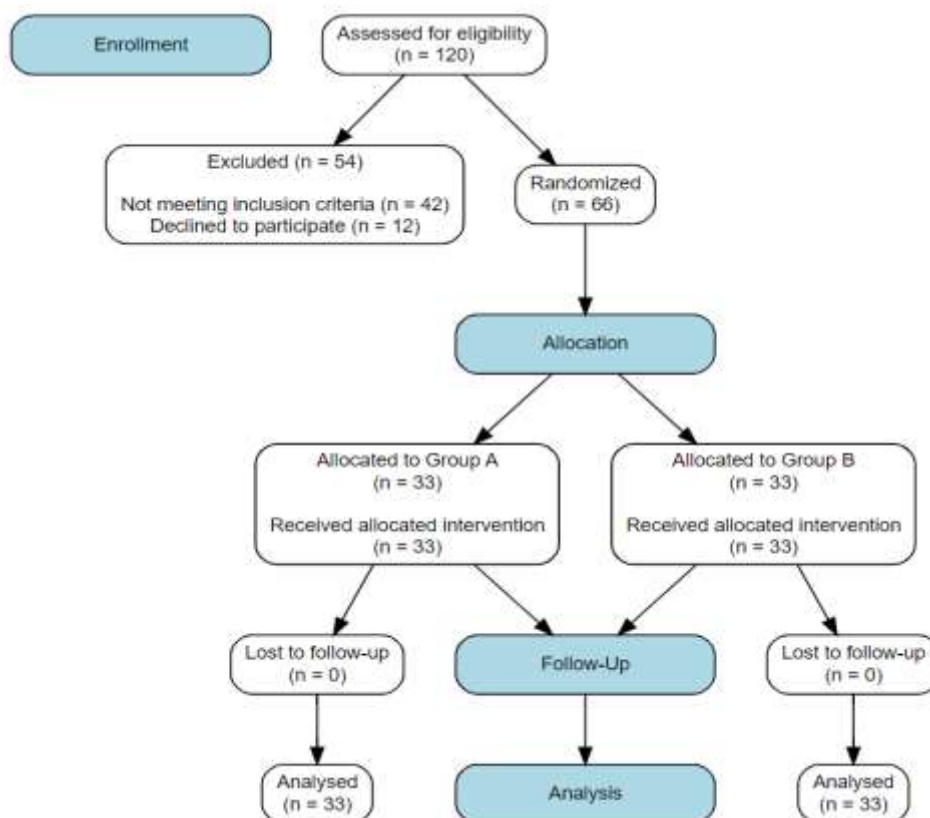 Enrollment
Assessed for eligibility
(n = 120)
Excluded (n = 54)
Not meeting inclusion criteria (n = 42)
Declined to participate (n = 12)
Randomized
(n = 66)
Allocation
Allocated to Group A
(n = 33)
Received allocated intervention
(n = 33)
Allocated to Group B
(n = 33)
Received allocated intervention
(n = 33)
Lost to follow-up
(n = 0)
Follow-Up
Lost to follow-up
(n = 0)
Analysed
(n = 33)
Analysis
Analysed
(n = 33)